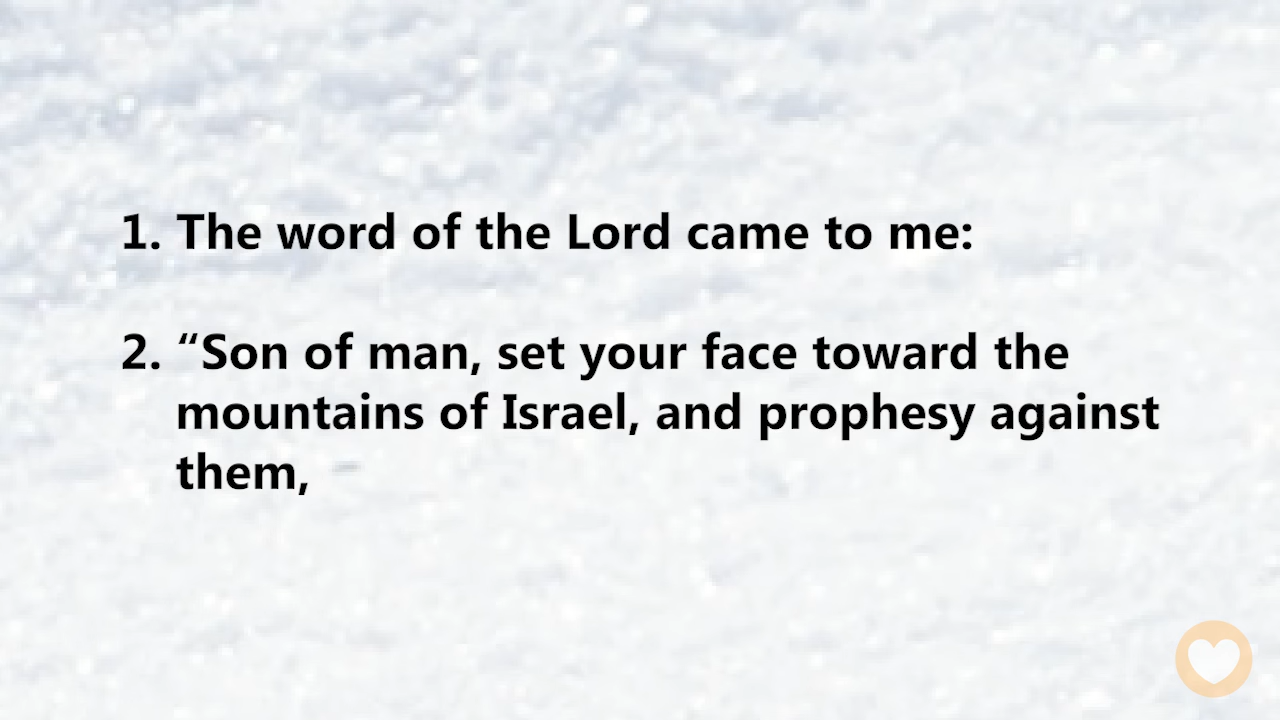 1. The word of the Lord came to me:
2. “Son of man, set your face toward the
mountains of Israel, and prophesy against
them,